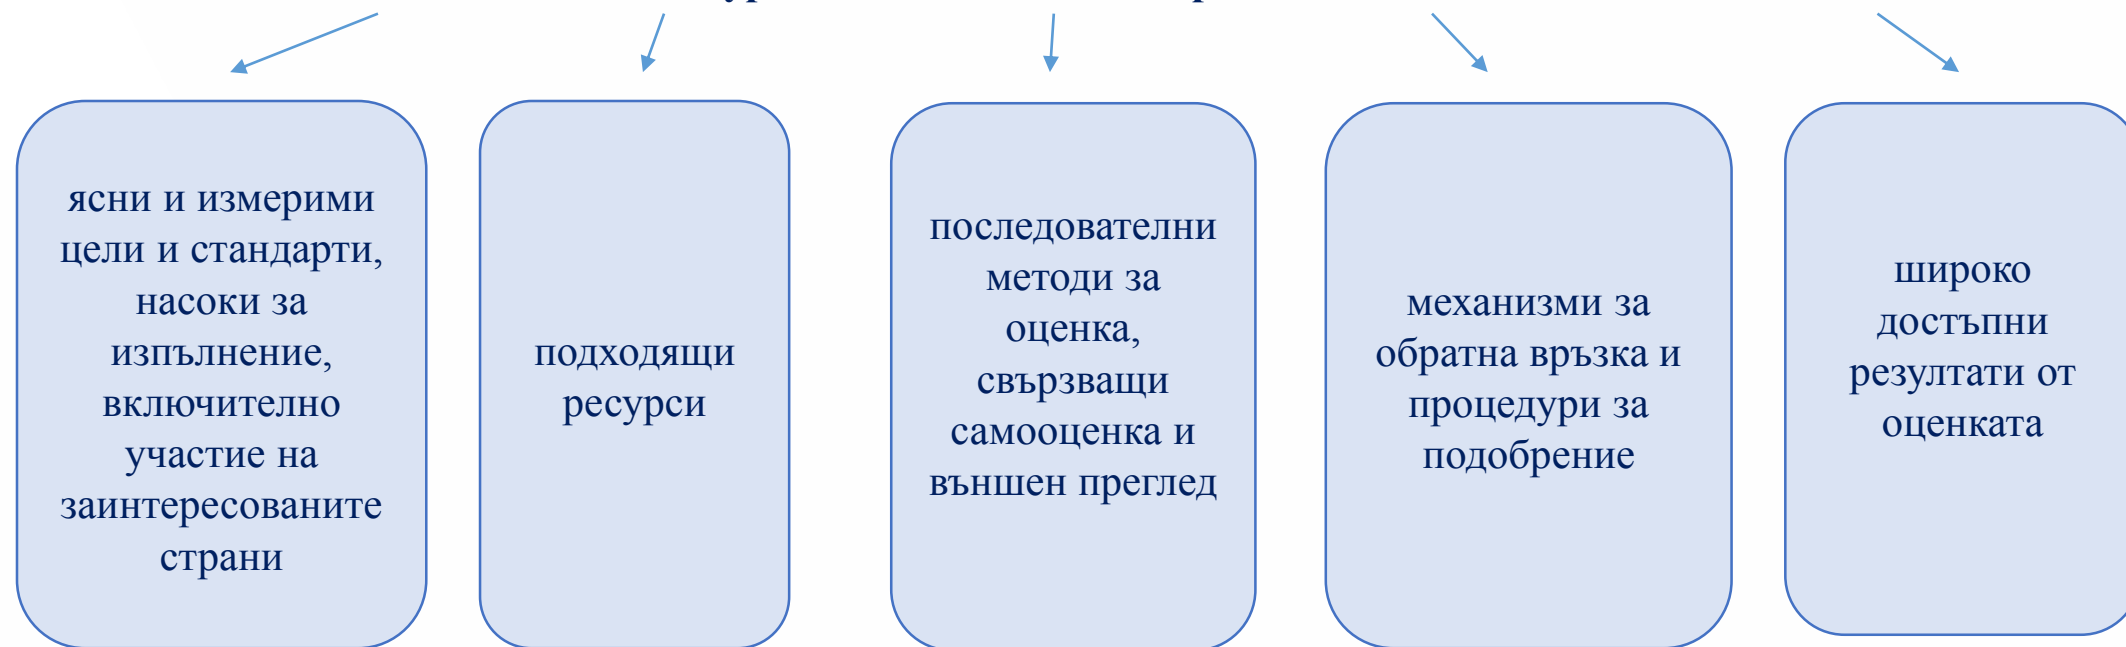 ясни и измерими
цели и стандарти,
насоки за
изпълнение,
включително
участие на
заинтересованите
страни
подходящи
ресурси
последователни
методи за
оценка,
свързващи
самооценка и
външен преглед
механизми за
обратна връзка и
процедури за
подобрение
широко
достъпни
резултати от
оценката